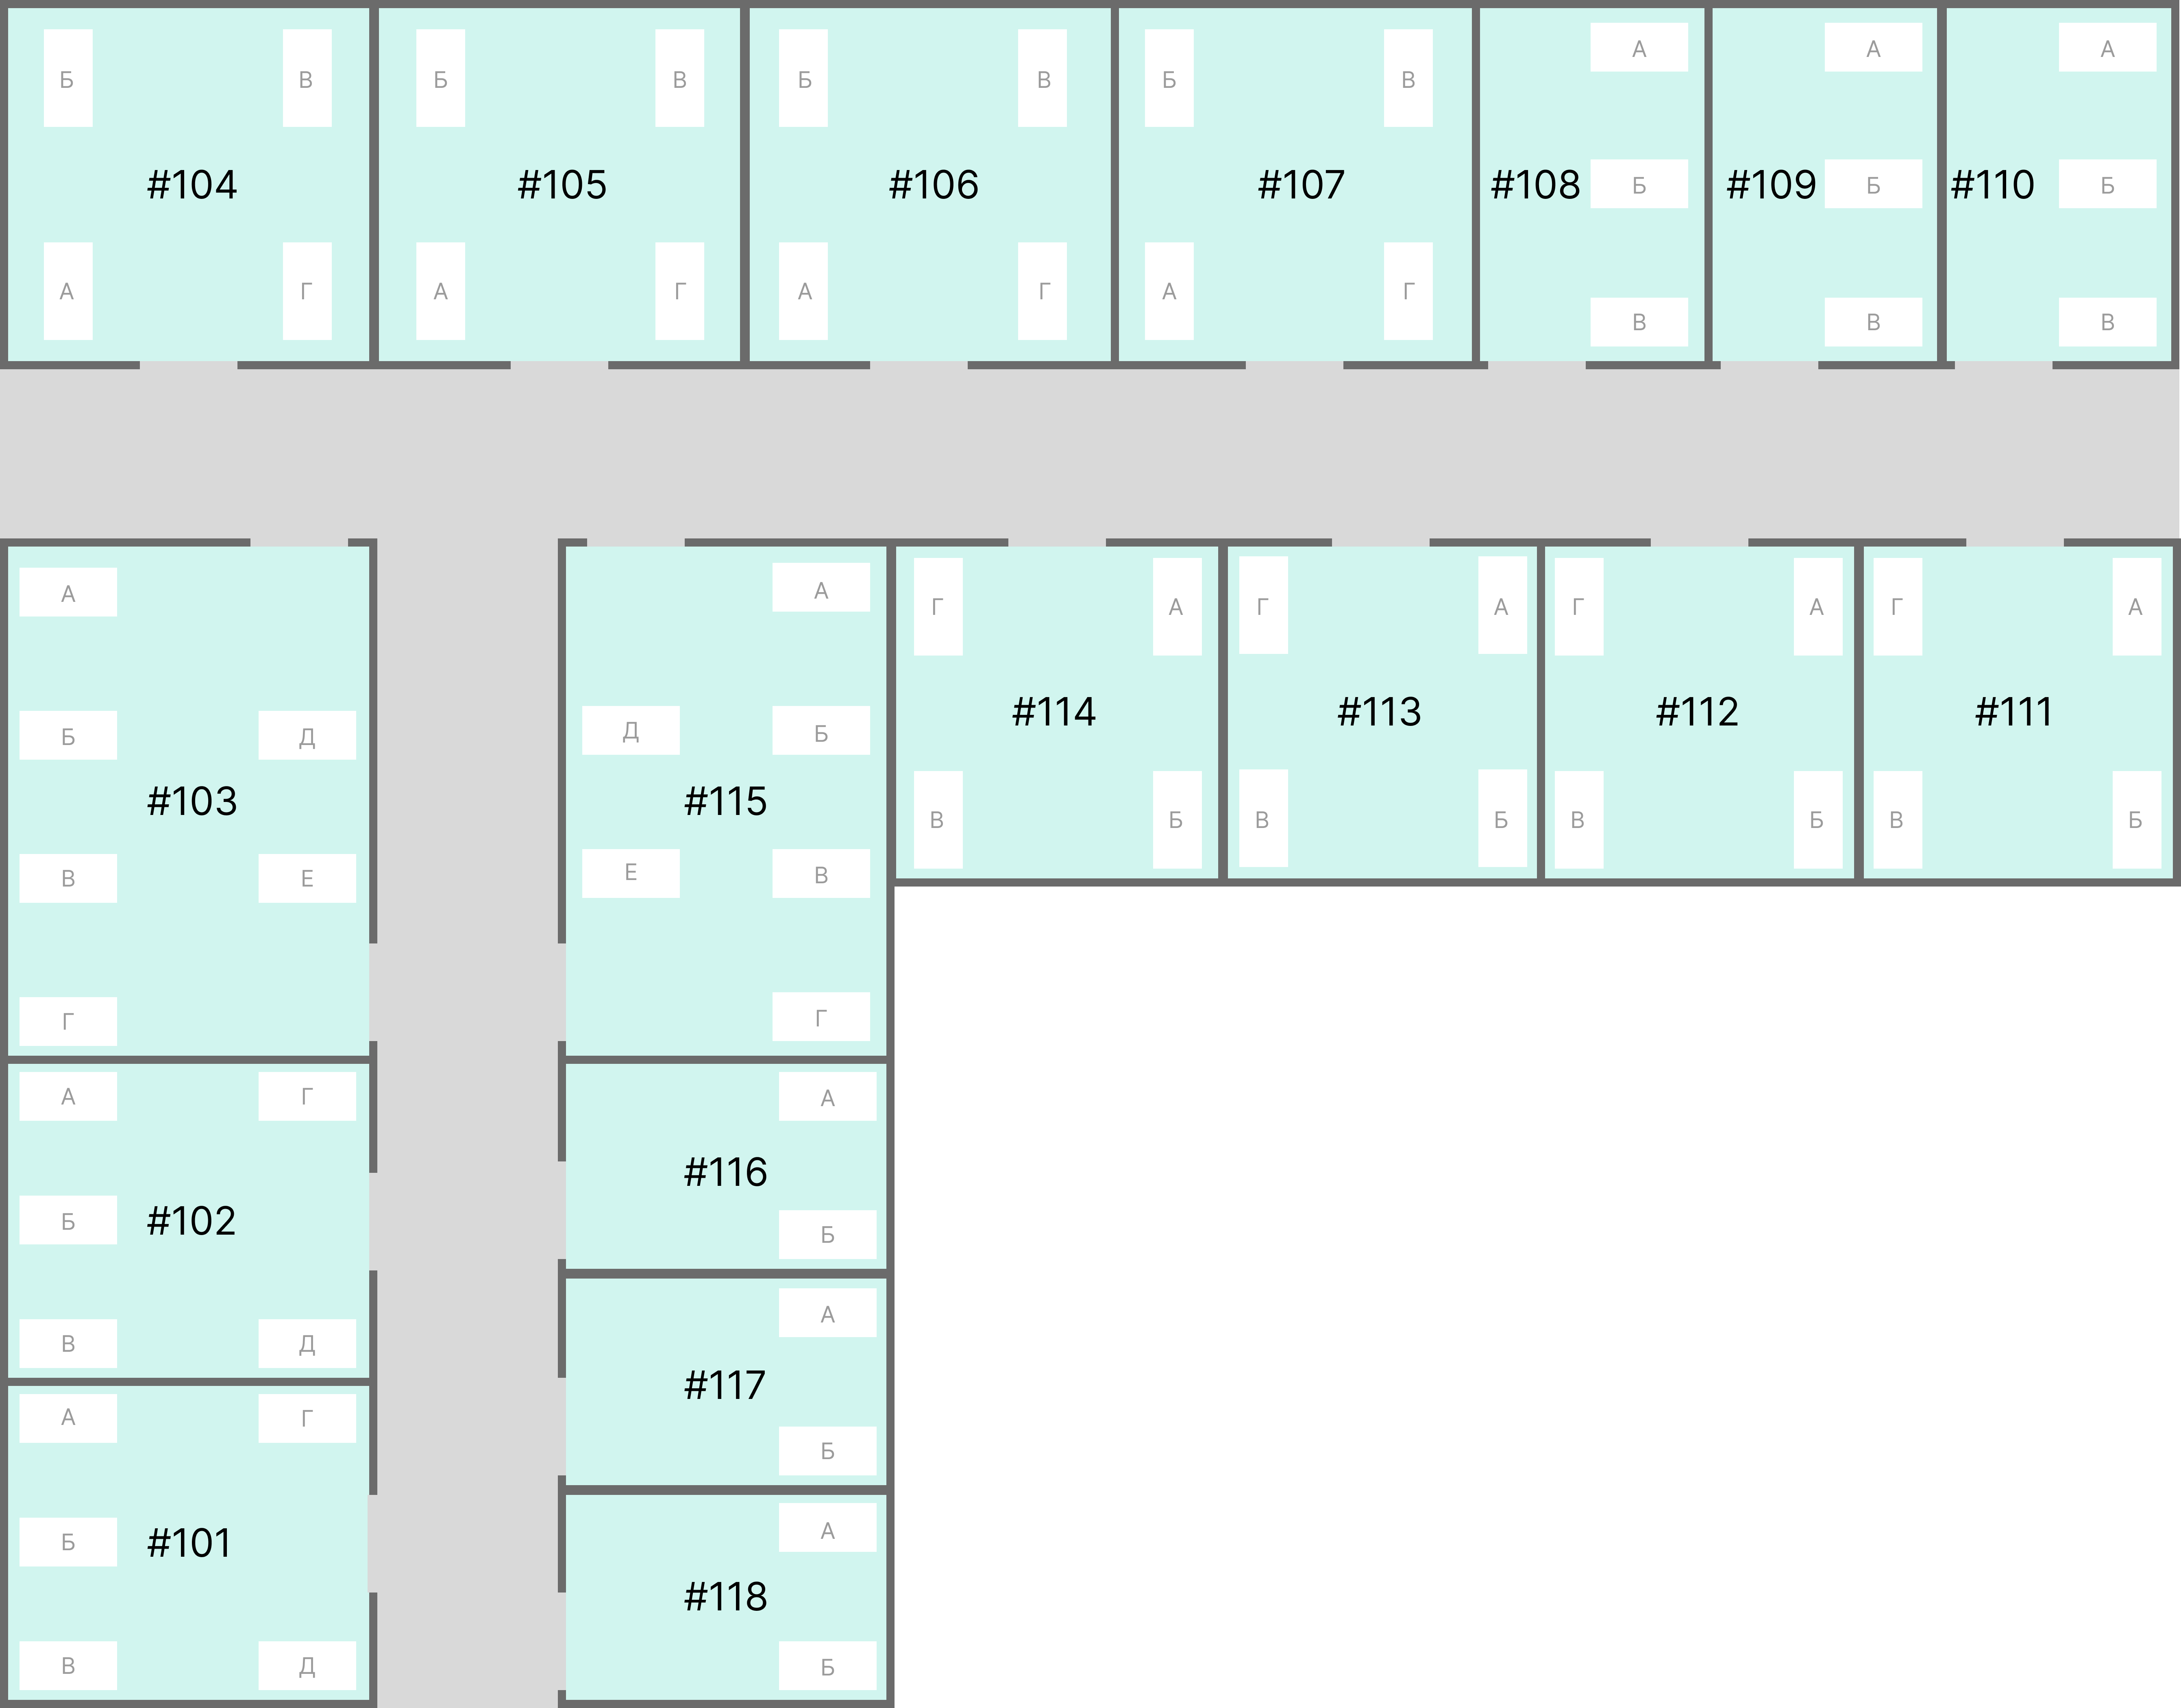 А А А
Б В Б В Б В Б В
#104 #105 #106 #107 #108 Б #109 Б #110 Б
А Г А Г А Г А Г
В В В
А
Б Д
#103
В Е
Г
А
Д Б
#115
Е В
Г
Г А Г А Г А Г А
#114 #113 #112 #111
В Б В Б В Б В Б
А Г
Б #102
В Д
А Г
Б #101
В Д
А
#116
Б
А
#117
Б
А
#118
Б